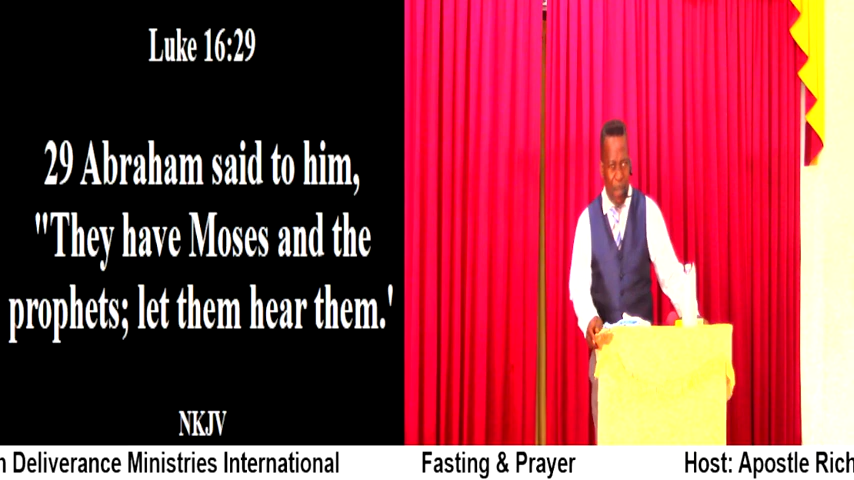 Luke 16:29
29 Abraham said to him,
"They have Moses and the
prophets; let them hear them.'
NKJV
Deliverance Ministries International Fasting & Prayer Host: Apostle Rich